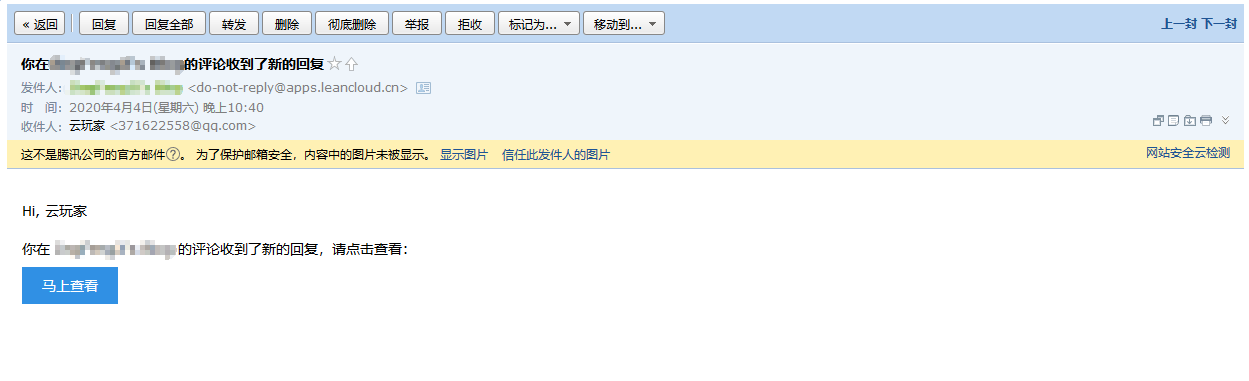 « 返回 回复 回复全部 转发 删除 彻底删除 举报 拒收 标记为... 移动到... 上一封 下一封
你在 的评论收到了新的回复
发件人： <do-not-reply@apps.leancloud.cn>
时 间：2020年4月4日(星期六) 晚上10:40
收件人：云玩家 <371622558@qq.com>
这不是腾讯公司的官方邮件?。 为了保护邮箱安全，内容中的图片未被显示。 显示图片 信任此发件人的图片 网站安全云检测
Hi, 云玩家
你在 的评论收到了新的回复，请点击查看：
马上查看